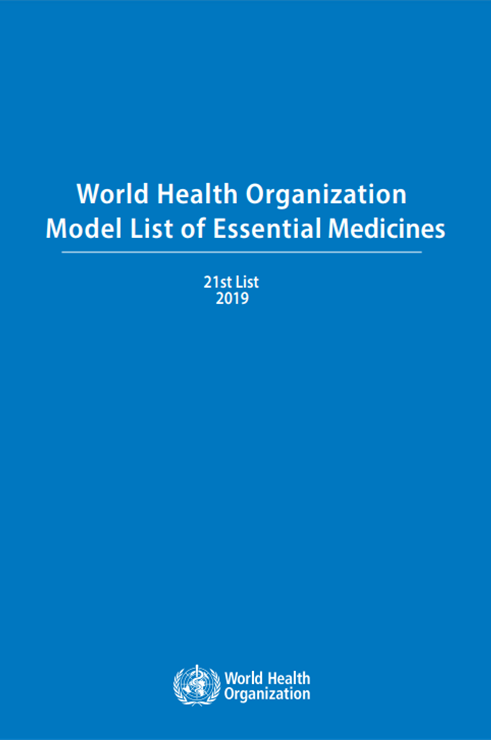 World Health Organization
Model List of Essential Medicines
21st List
2019
World Health
Organization